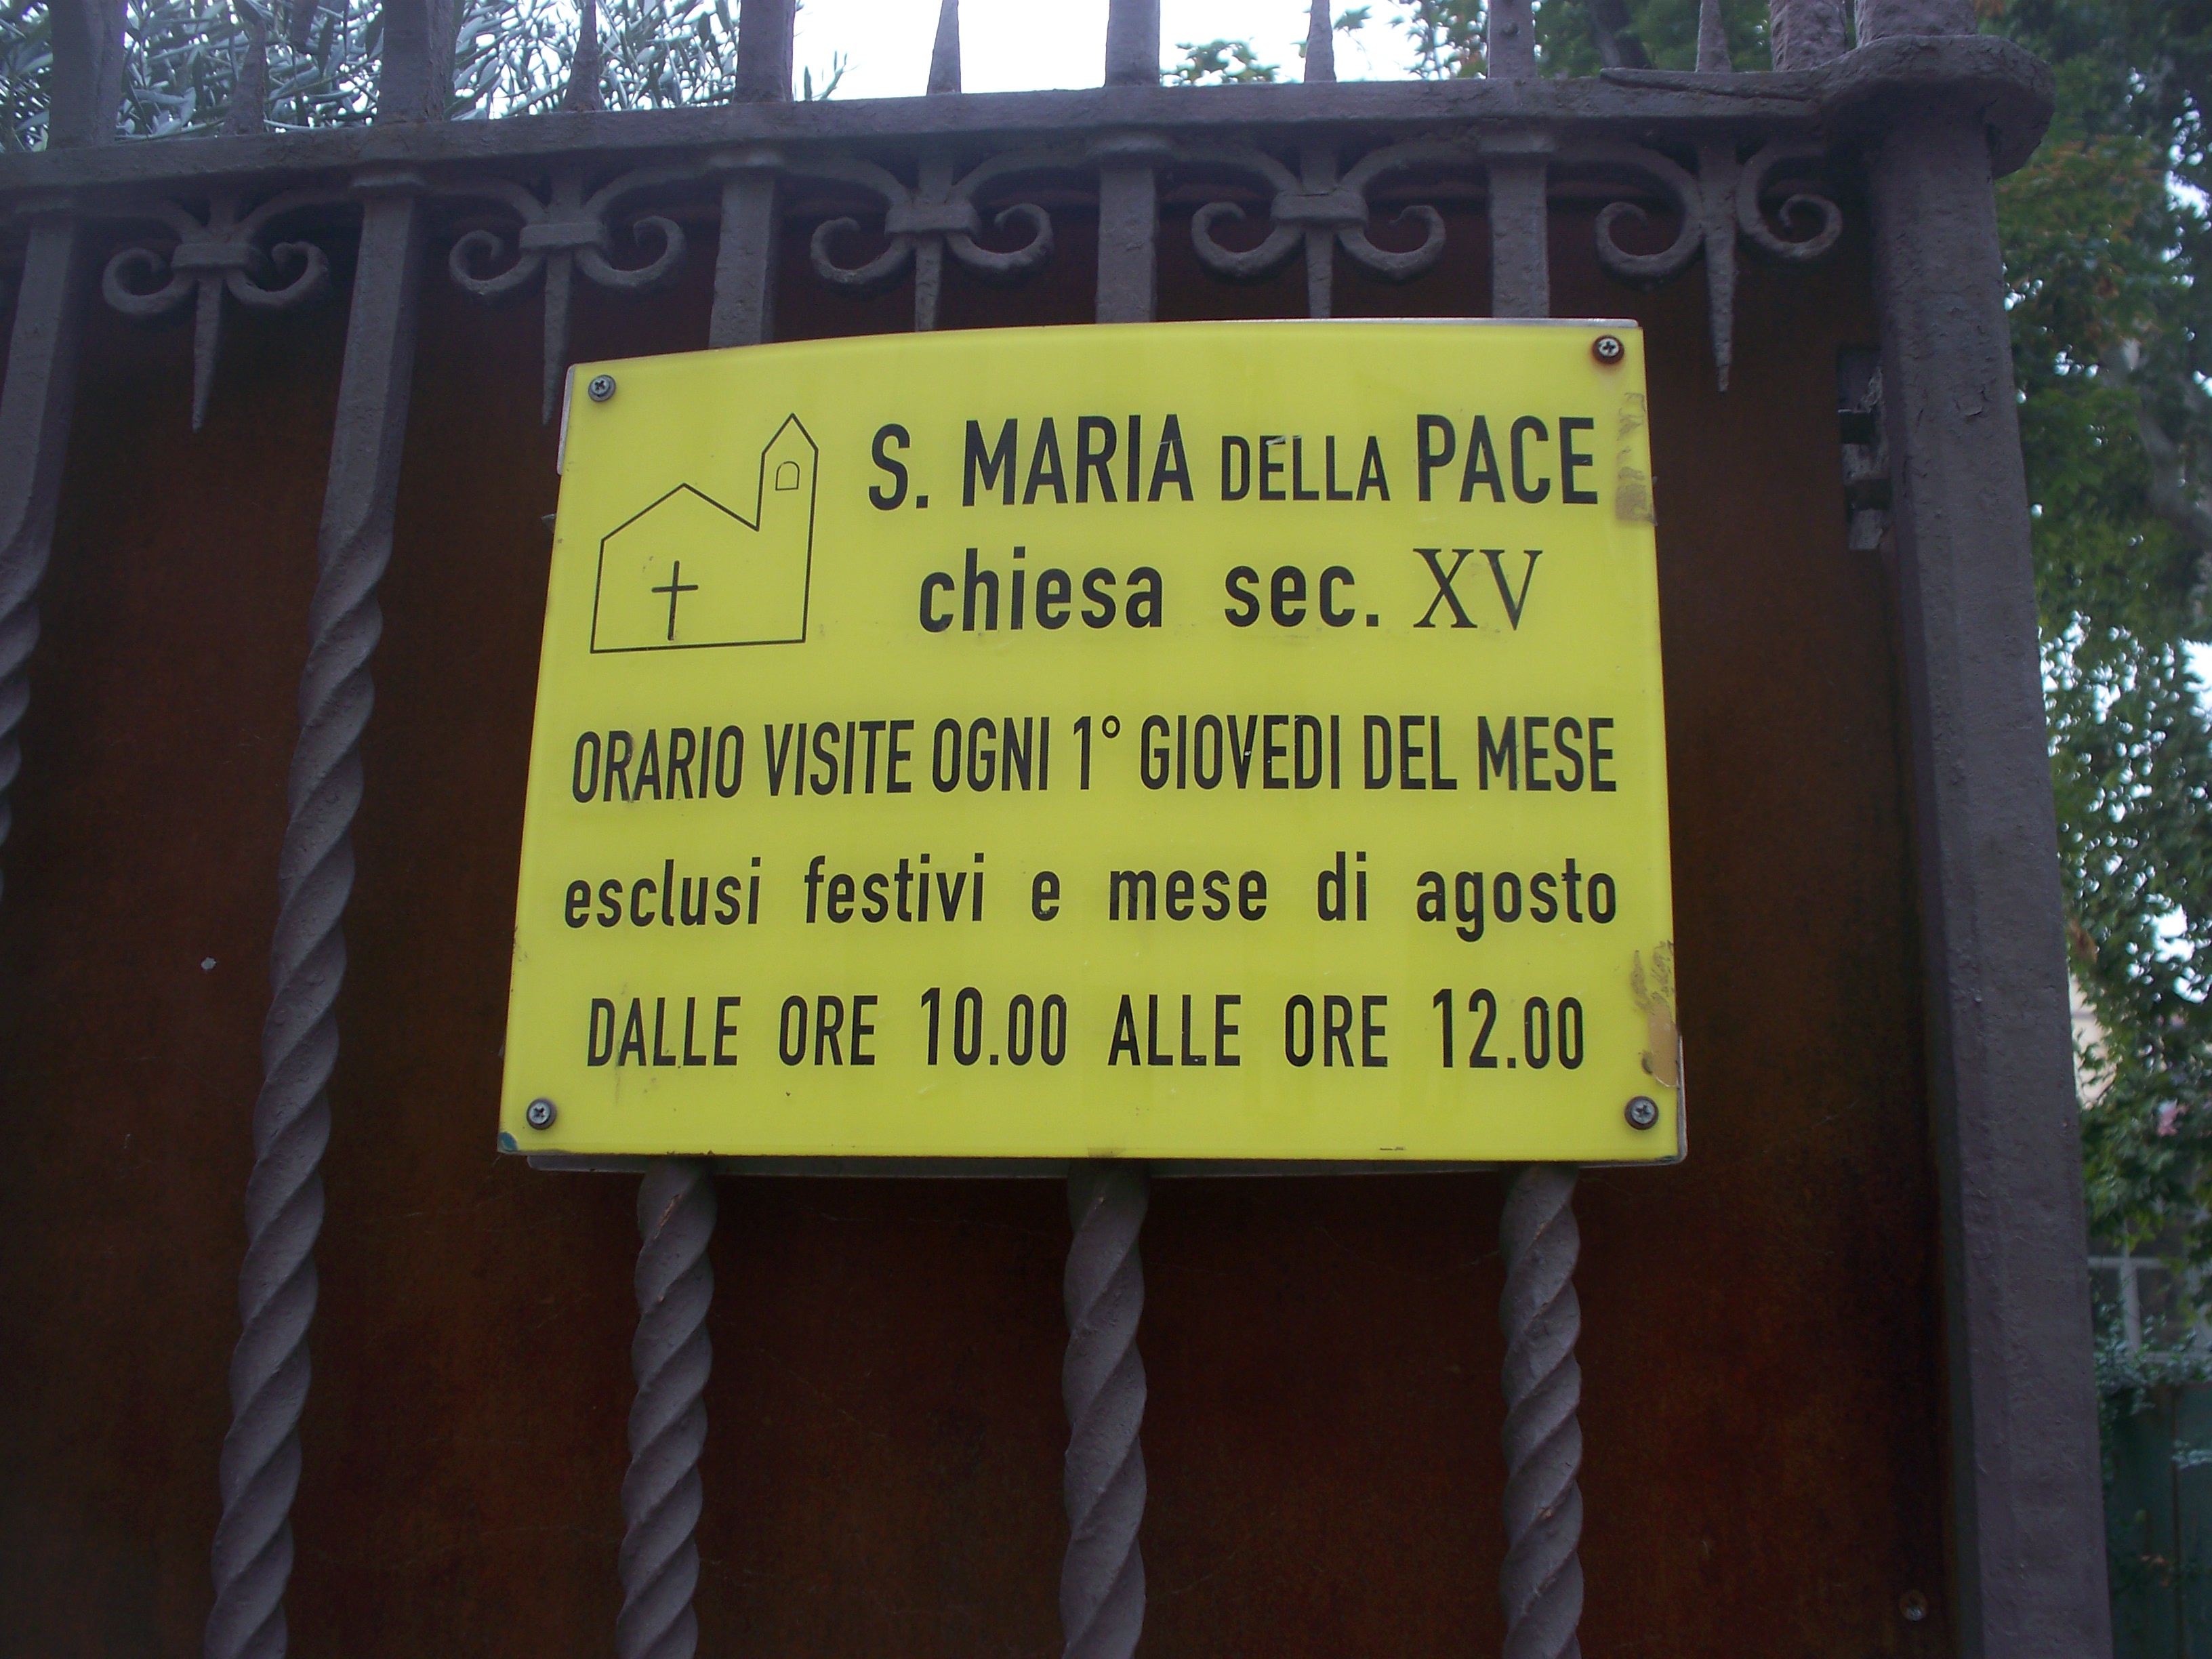 S. MARIA DELLA PACE
chiesa sec. XV
ORARIO VISITE OGNI 1° GIOVEDI DEL MESE
esclusi festivi e mese di agosto
DALLE ORE 10.00 ALLE ORE 12.00